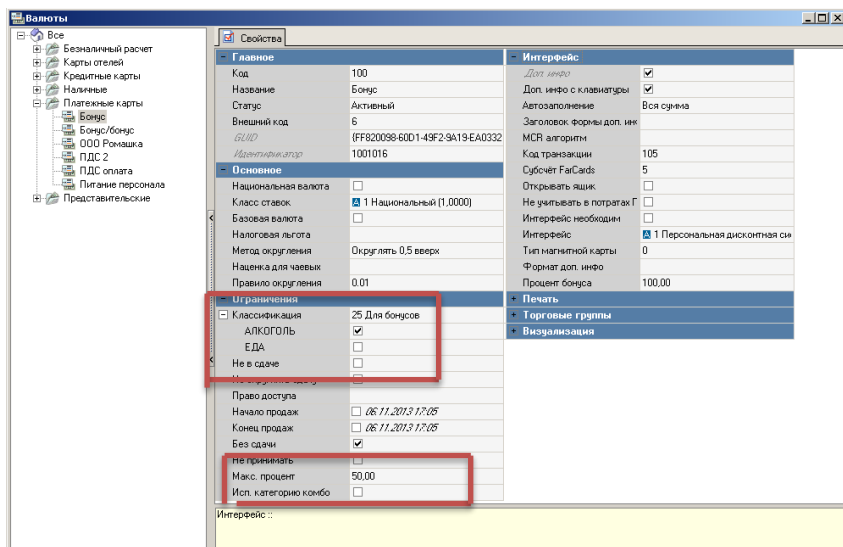 Валюты
Все
Безналичный расчет
Карты отелей
Кредитные карты
Наличные
Платежные карты
Бонус
Бонус/бонус
ООО Ромашка
ПДС 2
ПДС оплата
Питание персонала
Представительские
Свойства
Главное
Код 100
Название Бонус
Статус Активный
Внешний код 6
GUID {FF820098-60D1-49F2-9A19-EA0332
Идентификатор 1001016
Основное
Национальная валюта
Класс ставок 1 Национальный (1,0000)
Базовая валюта
Налоговая льгота
Метод округления Округлять 0,5 вверх
Наценка для чаевых
Правило округления 0.01
Ограничения
Классификация 25 Для бонусов
АЛКОГОЛЬ
ЕДА
Не в сдаче
Право доступа
Начало продаж 06.11.2013 17:05
Конец продаж 06.11.2013 17:05
Без сдачи
Не принимать
Макс. процент 50,00
Исп. категорию комбо
Интерфейс
Доп. инфо
Доп. инфо с клавиатуры
Автозаполнение Вся сумма
Заголовок формы доп. ин
MCR алгоритм
Код транзакции 105
Субсчёт FarCards 5
Открывать ящик
Не учитывать в потратах Г
Интерфейс необходим
Интерфейс 1 Персональная дисконтная си
Тип магнитной карты 0
Формат доп. инфо
Процент бонуса 100,00
Печать
Торговые группы
Визуализация
Интерфейс ::